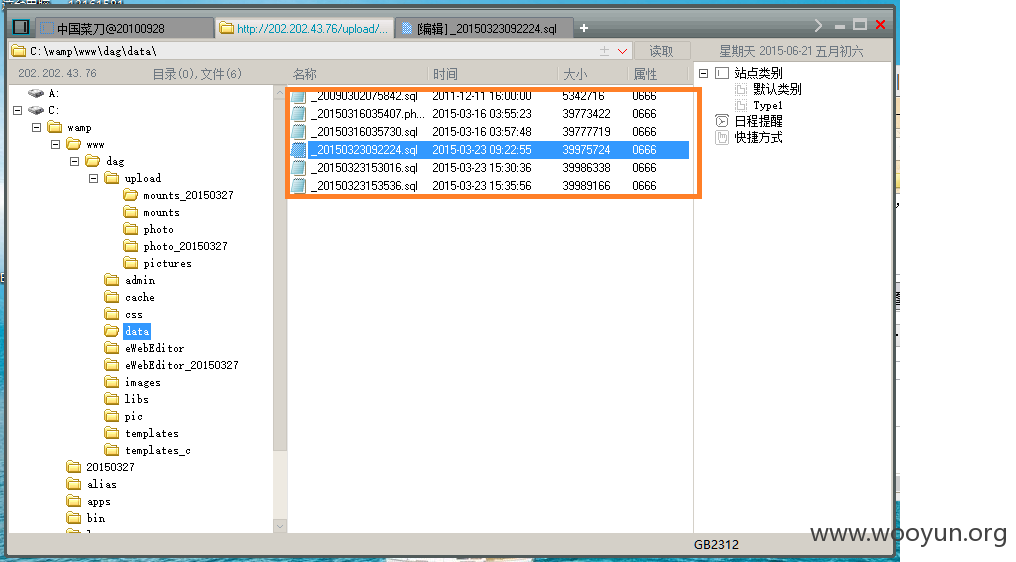 中国菜刀@20100928
http://202.202.43.76/upload/...
[编辑] _20150323092224.sql
+
C:\wamp\www\dag\data\
读取
星期天 2015-06-21 五月初六
202.202.43.76
目录(0),文件(6)
名称 时间 大小 属性
_20090302075842.sql 2011-12-11 16:00:00 5342716 0666
_20150316035407.ph... 2015-03-16 03:55:23 39773422 0666
_20150316035730.sql 2015-03-16 03:57:48 39777719 0666
_20150323092224.sql 2015-03-23 09:22:55 39975724 0666
_20150323153016.sql 2015-03-23 15:30:36 39986338 0666
_20150323153536.sql 2015-03-23 15:35:56 39989166 0666
A:
C:
wamp
www
dag
upload
mounts_20150327
mounts
photo
photo_20150327
pictures
admin
cache
css
data
eWebEditor
eWebEditor_20150327
images
libs
pic
templates
templates_c
20150327
alias
apps
bin
站点类别
默认类别
Type1
日程提醒
快捷方式
GB2312
www.wooyun.org